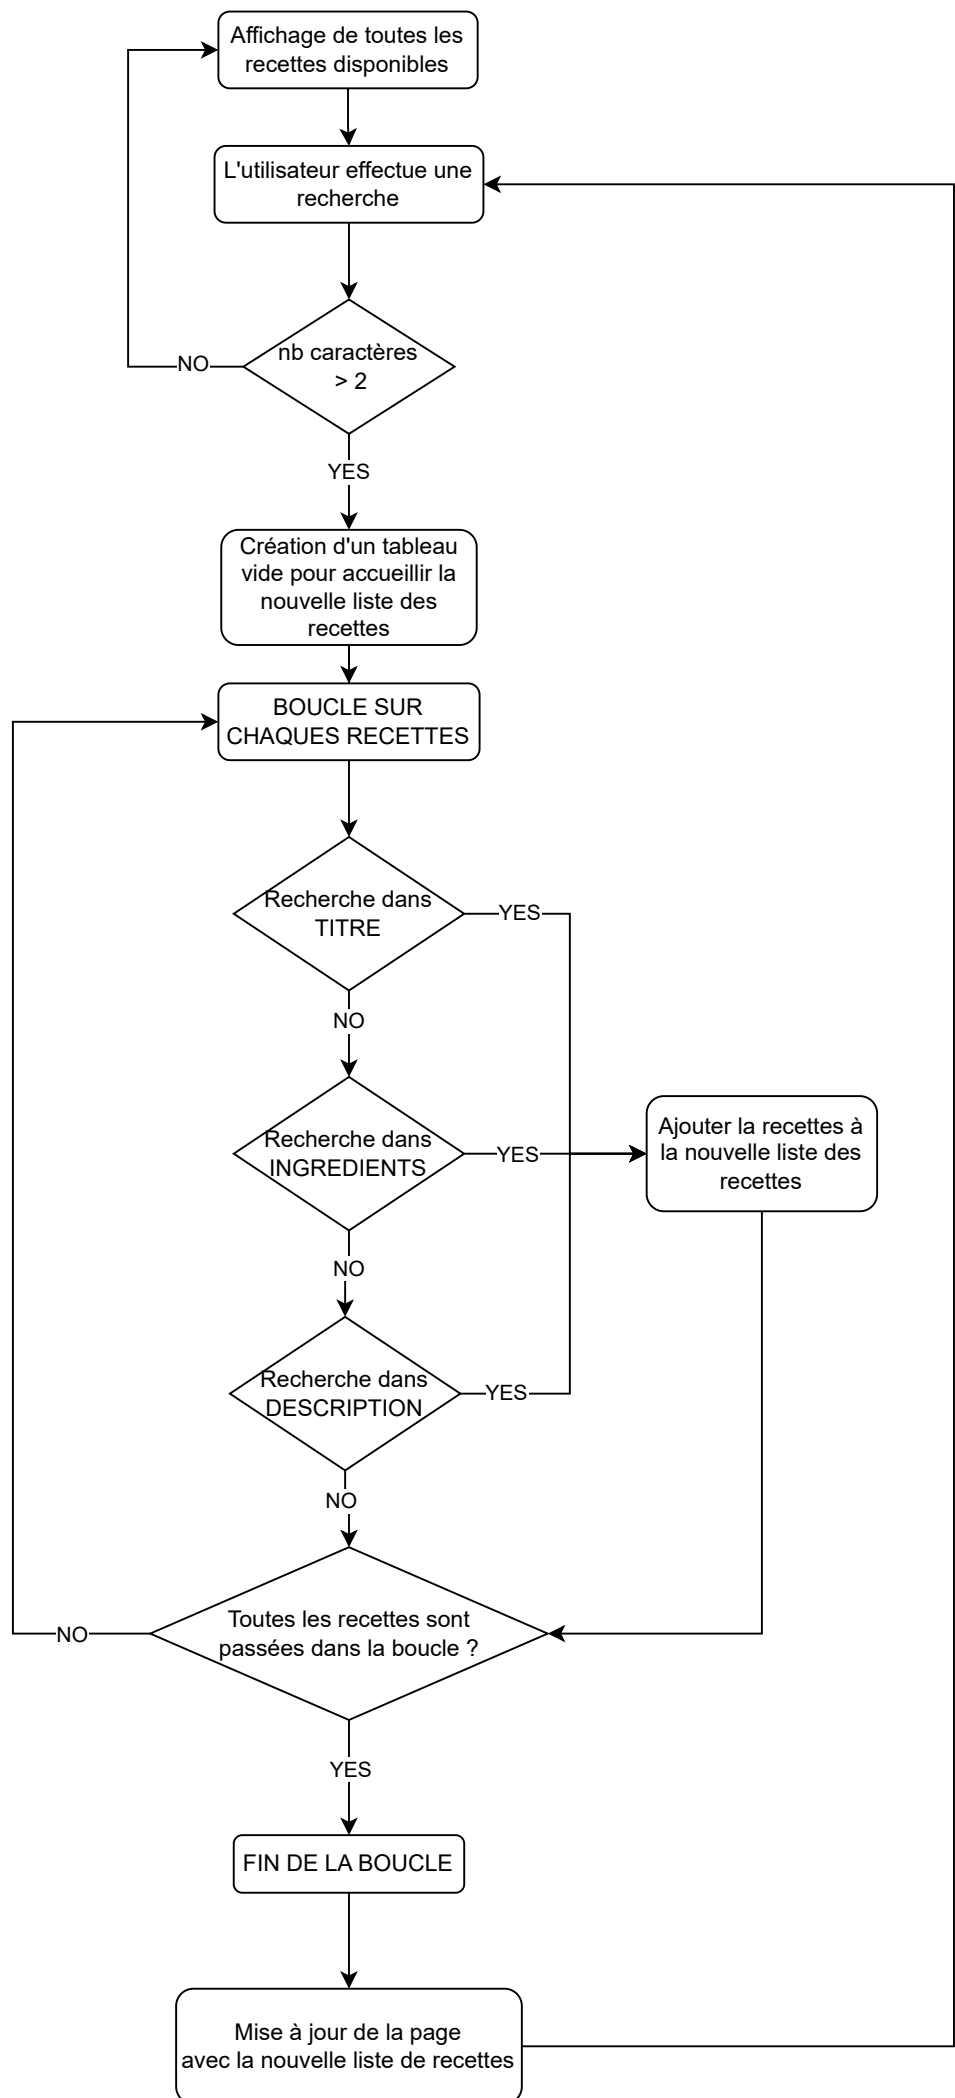 Affichage de toutes les
recettes disponibles
L'utilisateur effectue une
recherche
nb caractères
> 2
NO
YES
Création d'un tableau
vide pour accueillir la
nouvelle liste des
recettes
BOUCLE SUR
CHAQUES RECETTES
Recherche dans
TITRE
YES
NO
Recherche dans
INGREDIENTS
YES
Ajouter la recettes à
la nouvelle liste des
recettes
NO
Recherche dans
DESCRIPTION
YES
NO
Toutes les recettes sont
passées dans la boucle ?
NO
YES
FIN DE LA BOUCLE
Mise à jour de la page
avec la nouvelle liste de recettes